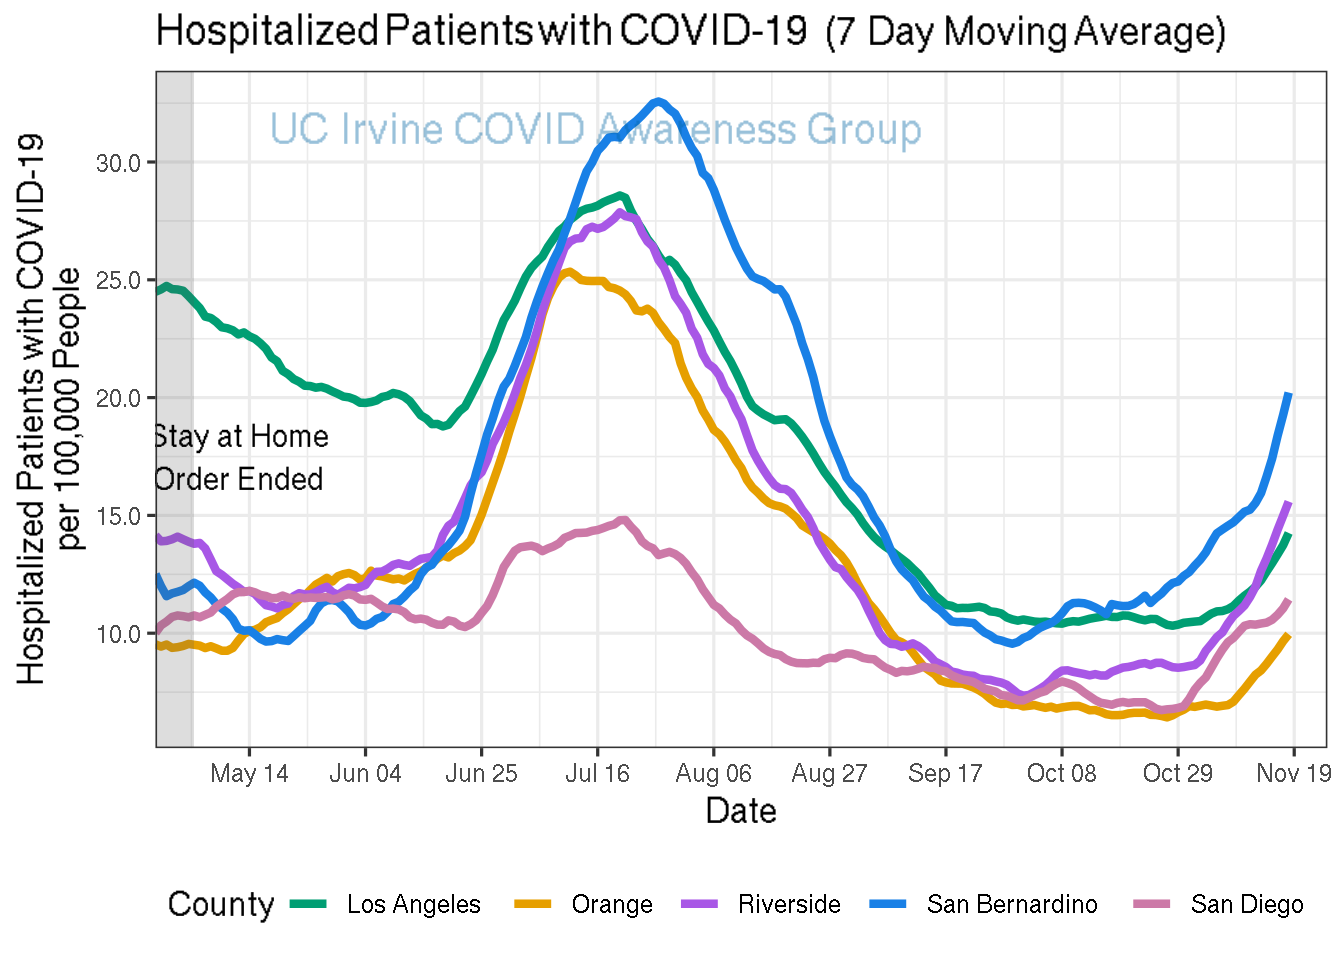 Hospitalized Patients with COVID-19 (7 Day Moving Average)
UC Irvine COVID Awareness Group
Hospitalized Patients with COVID-19
per 100,000 People
30.0
25.0
20.0
15.0
10.0
Stay at Home
Order Ended
May 14 Jun 04 Jun 25 Jul 16 Aug 06 Aug 27 Sep 17 Oct 08 Oct 29 Nov 19
Date
County Los Angeles Orange Riverside San Bernardino San Diego